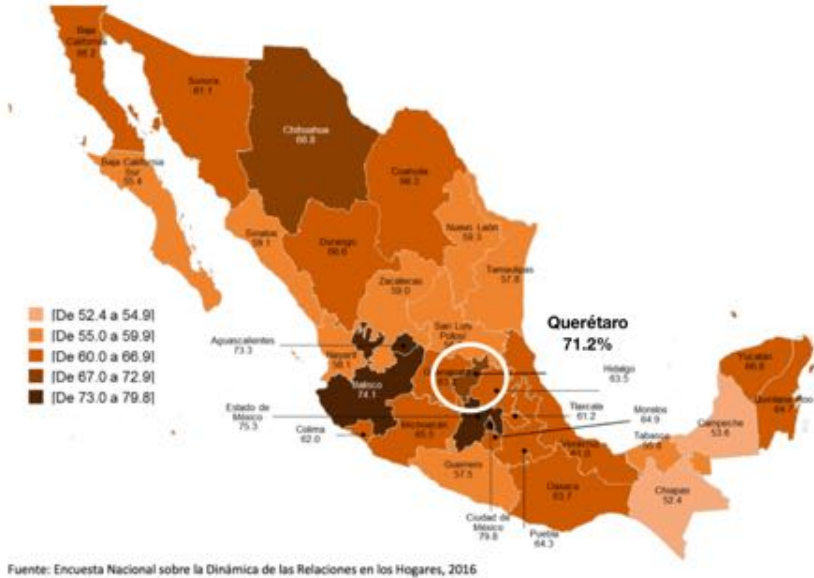 Baja
California
66.2
Sonora
61.1
Chihuahua
66.8
Coahuila
Baja California
Sur
55.4
Sinaloa
59.1
Durango
66.6
Nuevo León
59.3
Tamaulipas
57.8
Zacatecas
59.0
San Luis
Potosí
|De 52.4 a 54.9|
|De 55.0 a 59.9|
|De 60.0 a 66.9|
|De 67.0 a 72.9|
|De 73.0 a 79.8|
Querétaro
71.2%
Aguascalientes
73.3
Nayarit
Jalisco
74.1
Hidalgo
63.5
Estado de
México
75.3
Tlaxcala
61.2
Morelos
64.9
Colima
62.0
Michoacán
Guerrero
57.5
Ciudad de
México
79.8
Puebla
64.3
Oaxaca
63.7
Veracruz
Tabasco
Chiapas
52.4
Campeche
53.6
Yucatán
Quintana Roo
Fuente: Encuesta Nacional sobre la Dinámica de las Relaciones en los Hogares, 2016